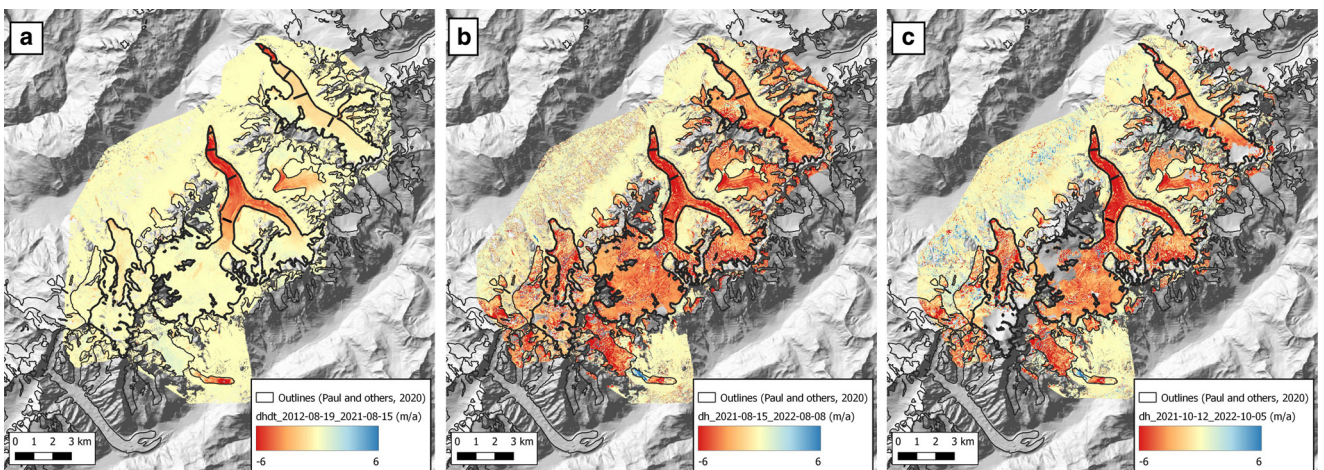 a
Outlines (Paul and others, 2020)
dhdt_2012-08-19_2021-08-15 (m/a)
-6
6
0 1 2 3 km
b
Outlines (Paul and others, 2020)
dh_2021-08-15_2022-08-08 (m/a)
-6
6
0 1 2 3 km
c
Outlines (Paul and others, 2020)
dh_2021-10-12_2022-10-05 (m/a)
-6
6
0 1 2 3 km